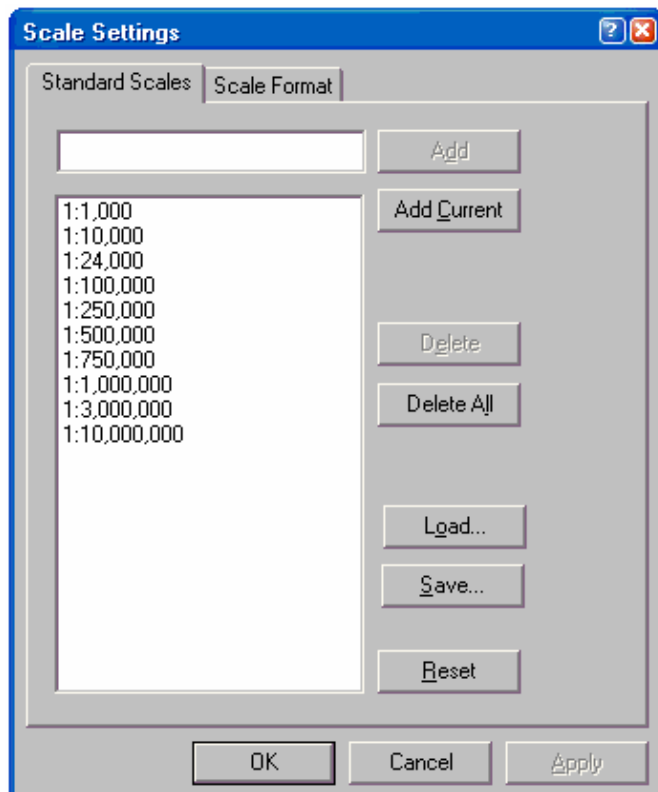 Scale Settings
Standard Scales
Scale Format
Add
1:1,000
1:10,000
1:24,000
1:100,000
1:250,000
1:500,000
1:750,000
1:1,000,000
1:3,000,000
1:10,000,000
Add Current
Delete
Delete All
Load...
Save...
Reset
OK
Cancel
Apply